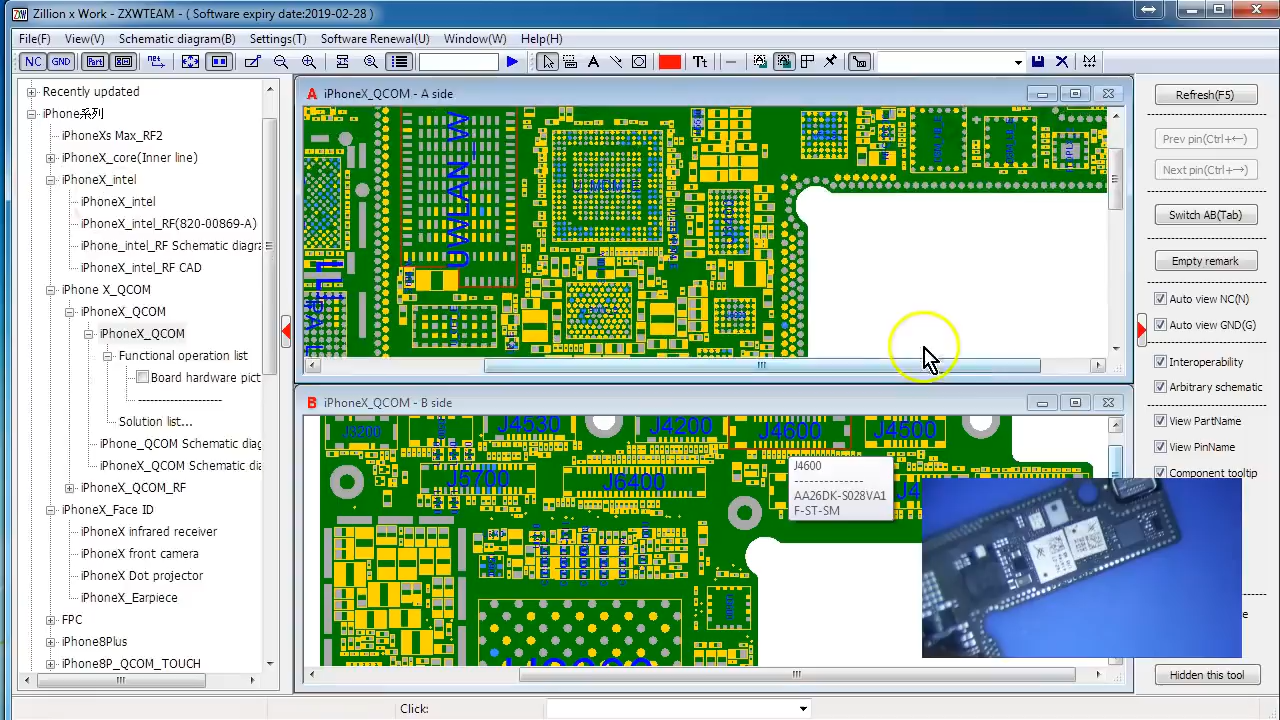 Zillion x Work - ZXWTEAM - ( Software expiry date:2019-02-28 )
File(F) View(V) Schematic diagram(B) Settings(T) Software Renewal(U) Window(W) Help(H)
NC GND
Recently updated
iPhone系列
iPhoneXs Max_RF2
iPhoneX_core(Inner line)
iPhoneX_intel
iPhoneX_intel
iPhoneX_intel_RF(820-00869-A)
iPhone_intel_RF Schematic diagra
iPhoneX_intel_RF CAD
iPhone X_QCOM
iPhoneX_QCOM
iPhoneX_QCOM
Functional operation list
Board hardware pict
--------------------
Solution list...
iPhone_QCOM Schematic diag
iPhoneX_QCOM Schematic diag
iPhoneX_QCOM_RF
iPhoneX_Face ID
iPhoneX infrared receiver
iPhoneX front camera
iPhoneX Dot projector
iPhoneX_Earpiece
FPC
iPhone8Plus
iPhone8P_QCOM_TOUCH
A iPhoneX_QCOM - A side
UWLAN_W
B iPhoneX_QCOM - B side
J4530
J4200
J4600
J4500
J5700
J6400
J4600
--------------
AA26DK-S028VA1
F-ST-SM
Refresh(F5)
Prev pin(Ctrl+←)
Next pin(Ctrl+→)
Switch AB(Tab)
Empty remark
Auto view NC(N)
Auto view GND(G)
Interoperability
Arbitrary schematic
View PartName
View PinName
Component tooltip
Hidden this tool
Click: